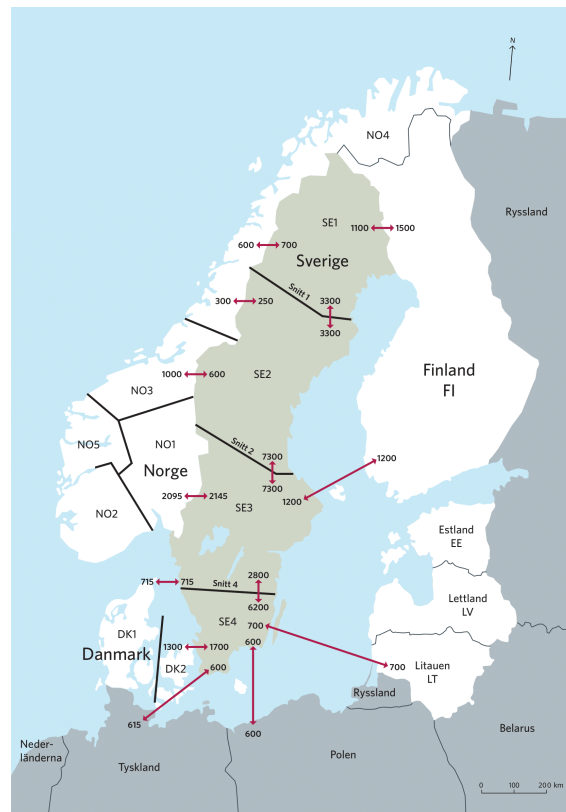 N
NO4
Ryssland
SE1
1100
1500
600
700
Sverige
Snitt 1
300
250
3300
3300
Finland
FI
SE2
1000
600
NO3
NO5
NO1
Snitt 2
7300
7300
1200
1200
Norge
2095
2145
SE3
NO2
Estland
EE
715
715
Snitt 4
2800
6200
Lettland
LV
SE4
700
600
DK1
Danmark
1300
1700
DK2
600
700
Litauen
LT
Ryssland
615
600
Belarus
Neder-
länderna
Tyskland
Polen
0
100
200 km